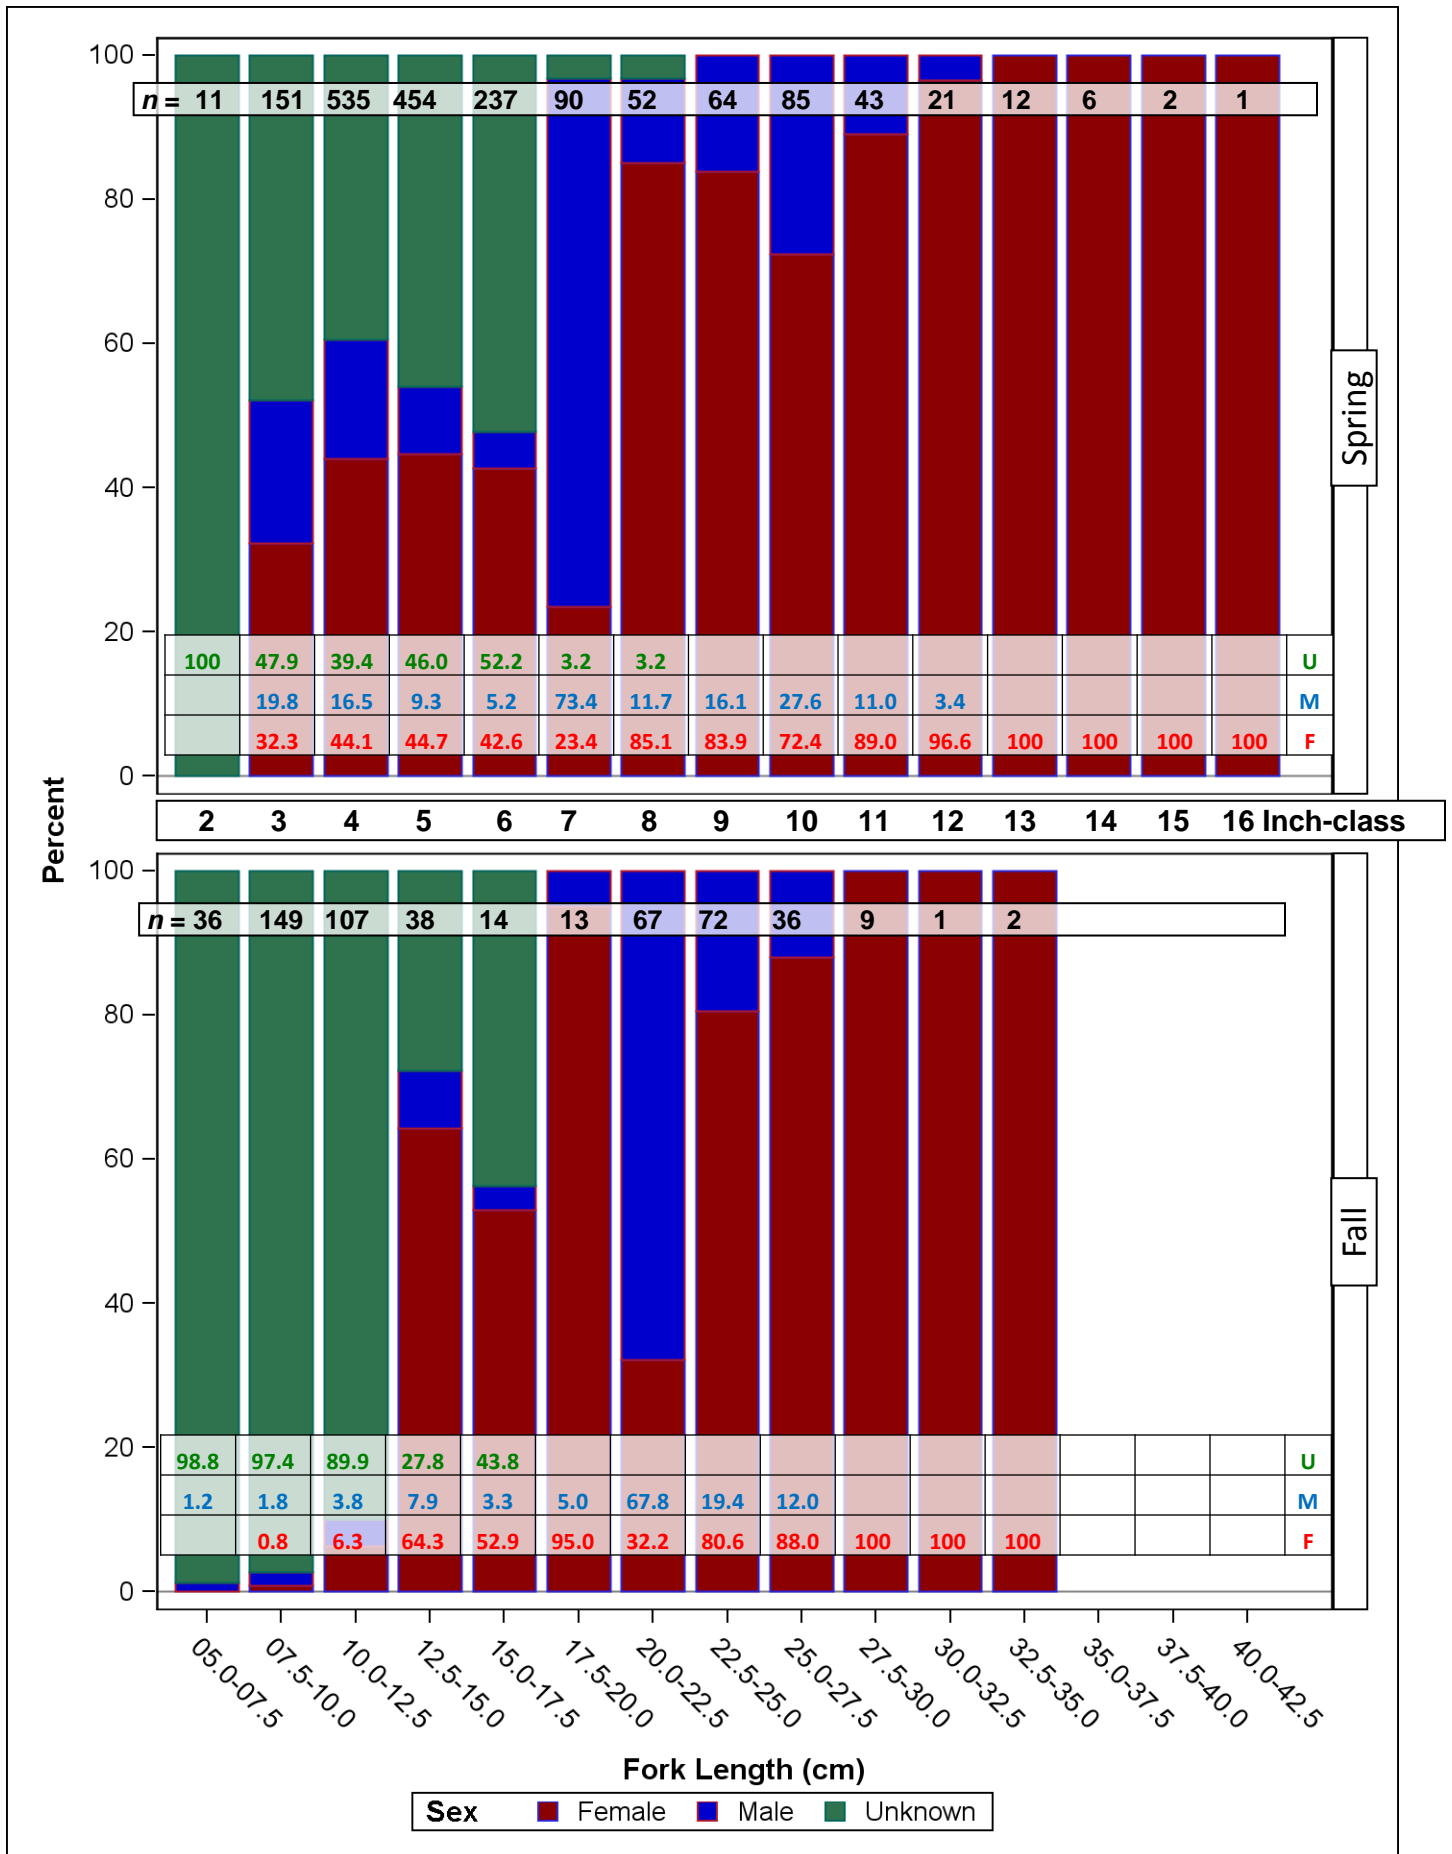 100
n = 11 151 535 454 237 90 52 64 85 43 21 12 6 2 1
80
60
40
20
100 47.9 39.4 46.0 52.2 3.2 3.2 U
19.8 16.5 9.3 5.2 73.4 11.7 16.1 27.6 11.0 3.4 M
32.3 44.1 44.7 42.6 23.4 85.1 83.9 72.4 89.0 96.6 100 100 100 100 F
0
Spring
Percent
2 3 4 5 6 7 8 9 10 11 12 13 14 15 16 Inch-class
100
n = 36 149 107 38 14 13 67 72 36 9 1 2
80
60
40
20
98.8 97.4 89.9 27.8 43.8 U
1.2 1.8 3.8 7.9 3.3 5.0 67.8 19.4 12.0 M
0.8 6.3 64.3 52.9 95.0 32.2 80.6 88.0 100 100 100 F
0
Fall
05.0-07.5 07.5-10.0 10.0-12.5 12.5-15.0 15.0-17.5 17.5-20.0 20.0-22.5 22.5-25.0 25.0-27.5 27.5-30.0 30.0-32.5 32.5-35.0 35.0-37.5 37.5-40.0 40.0-42.5
Fork Length (cm)
Sex Female Male Unknown